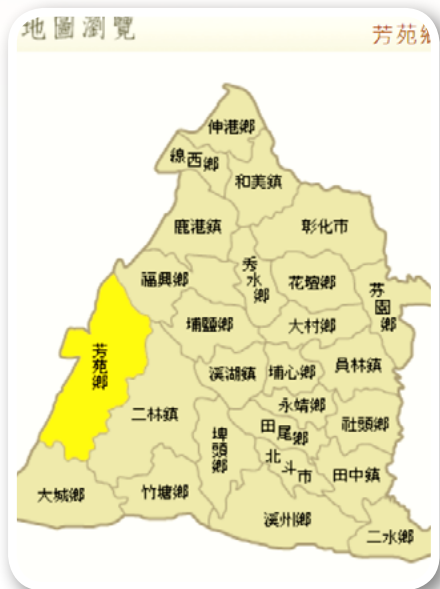 地圖瀏覽
芳苑鄉
伸港鄉
線西鄉
和美鎮
鹿港鎮
彰化市
秀水鄉
福興鄉
花壇鄉
芬園鄉
埔鹽鄉
大村鄉
芳苑鄉
溪湖鎮
埔心鄉
員林鎮
永靖鄉
二林鎮
田尾鄉
社頭鄉
埤頭鄉
北斗市
田中鎮
大城鄉
竹塘鄉
溪州鄉
二水鄉